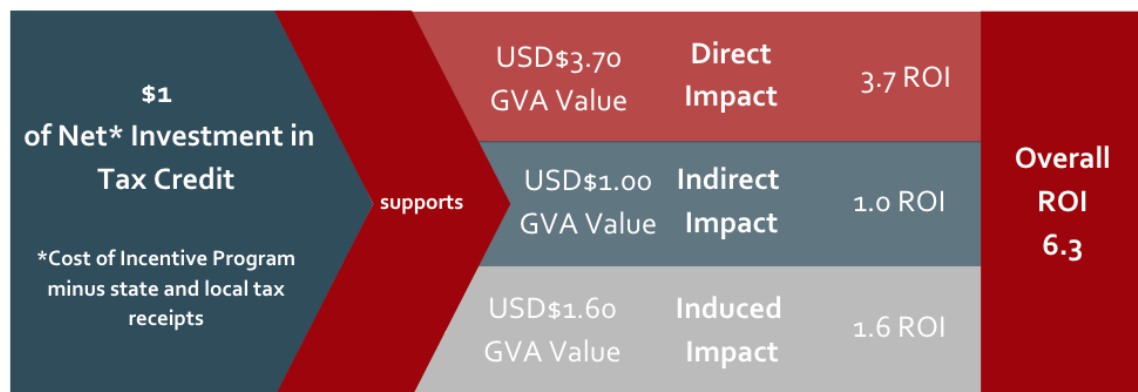 $1
of Net* Investment in
Tax Credit
*Cost of Incentive Program
minus state and local tax
receipts
supports
USD$3.70
GVA Value
Direct
Impact
3.7 ROI
USD$1.00
GVA Value
Indirect
Impact
1.0 ROI
USD$1.60
GVA Value
Induced
Impact
1.6 ROI
Overall
ROI
6.3